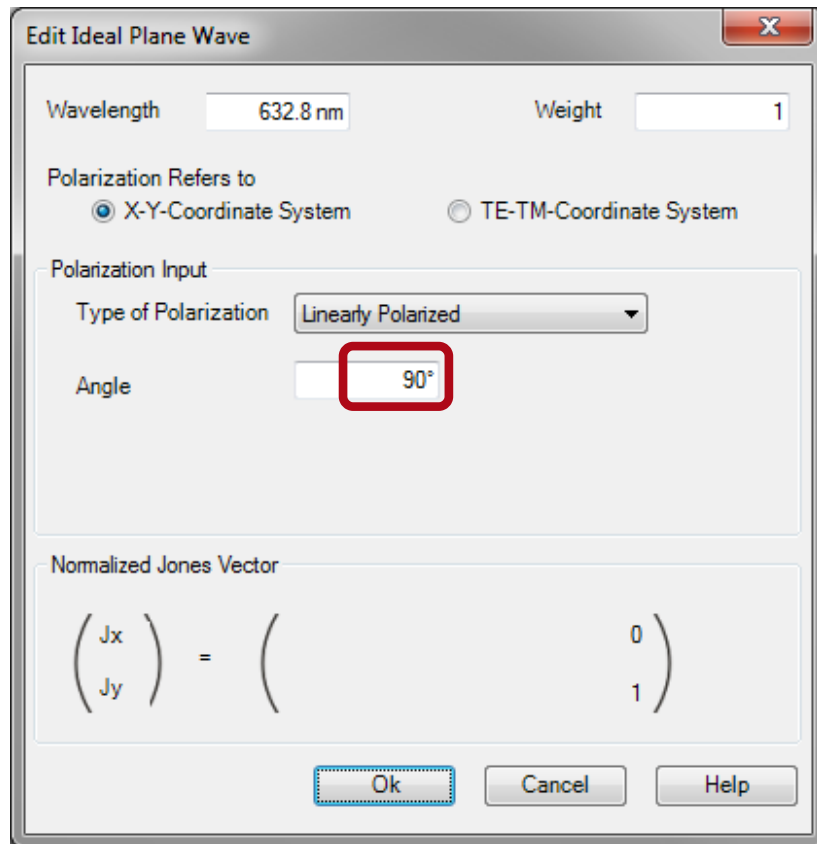 Edit Ideal Plane Wave
X
Wavelength 632.8 nm Weight 1
Polarization Refers to
X-Y-Coordinate System TE-TM-Coordinate System
Polarization Input
Type of Polarization Linearly Polarized
Angle 90°
Normalized Jones Vector
Jx 0
=
Jy 1
Ok Cancel Help